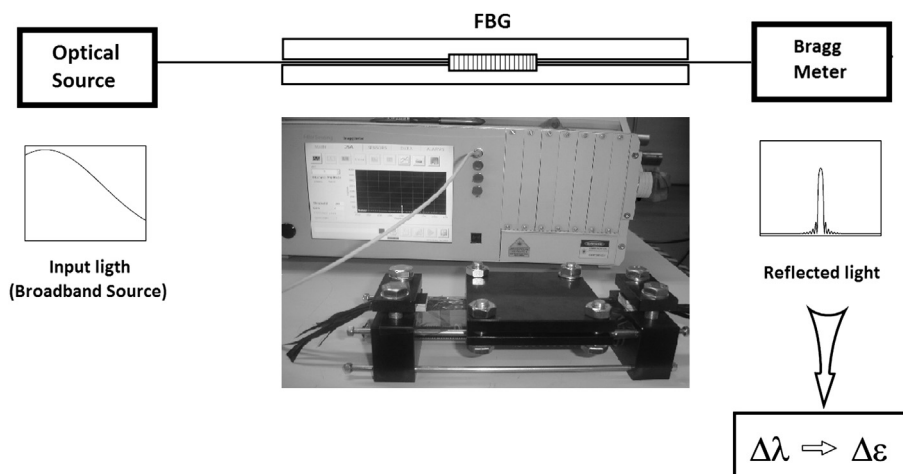 FBG
Optical
Source
Bragg
Meter
Input ligth
(Broadband Source)
Reflected light
Δλ ⇨ Δε